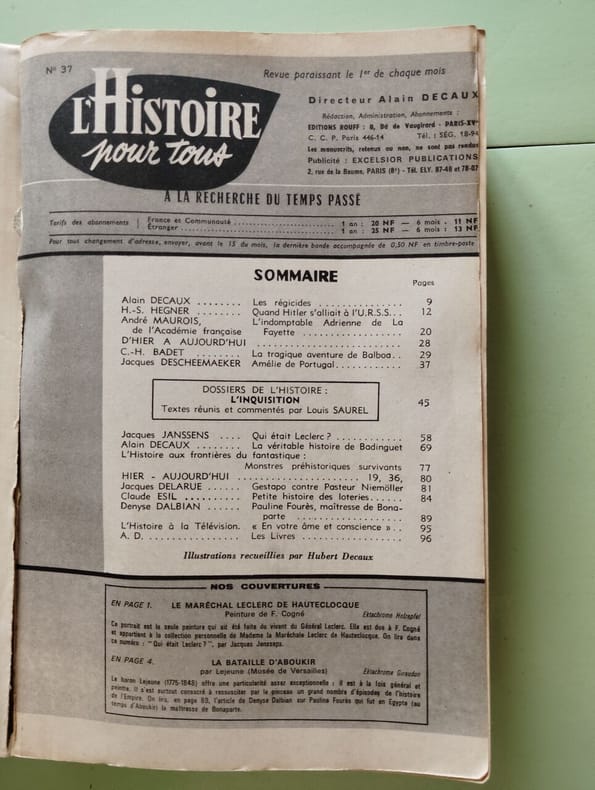 N° 37
Revue paraissant le 1er de chaque mois
L'HISTOIRE
pour tous
Directeur Alain DECAUX
Rédaction, Administration, Abonnements :
EDITIONS ROUFF : 8, Bd de Vaugirard - PARIS-XVe
C. C. P. Paris 446-14 Tél. : SÉG. 18-94
Les manuscrits, retenus ou non, ne sont pas rendus
Publicité : EXCELSIOR PUBLICATIONS
2, rue de la Baume, PARIS (8e) - Tél. ELY. 87-48 et 78-07
A LA RECHERCHE DU TEMPS PASSÉ
Tarifs des abonnements | France et Communauté .......... 1 an : 20 NF — 6 mois : 11 NF
Étranger .......... 1 an : 25 NF — 6 mois : 13 NF
Pour tous changement d'adresse, envoyer, avant le 15 du mois, la dernière bande accompagnée de 0,50 NF en timbre-poste
SOMMAIRE
Pages
Alain DECAUX ........ Les régicides .............. 9
H.-S. HEGNER ........ Quand Hitler s'alliait à l'U.R.S.S... 12
André MAUROIS, L'indomptable Adrienne de La
de l'Académie française Fayette .............. 20
D'HIER A AUJOURD'HUI .............. 28
C.-H. BADET ........ La tragique aventure de Balboa.. 29
Jacques DESCHEEMAEKER Amélie de Portugal............ 37
DOSSIERS DE L'HISTOIRE :
L'INQUISITION 45
Textes réunis et commentés par Louis SAUREL
Jacques JANSSENS .... Qui était Leclerc ? ............ 58
Alain DECAUX ........ La véritable histoire de Badinguet 69
L'Histoire aux frontières du fantastique :
Monstres préhistoriques survivants 77
HIER - AUJOURD'HUI .............. 19, 36, 80
Jacques DELARUE ...... Gestapo contre Pasteur Niemöller 81
Claude ESIL .......... Petite histoire des loteries...... 84
Denyse DALBIAN ...... Pauline Fourès, maîtresse de Bona-
parte .............. 89
L'Histoire à la Télévision. « En votre âme et conscience » .. 95
A. D. .............. Les Livres .............. 96
Illustrations recueillies par Hubert Decaux
NOS COUVERTURES
EN PAGE 1. LE MARÉCHAL LECLERC DE HAUTECLOCQUE
Peinture de F. Cogné Ektachrome Holzapfel
Ce portrait est la seule peinture qui ait été faite du vivant du Général Leclerc. Elle est due à F. Cogné
et appartient à la collection personnelle de Madame la Maréchale Leclerc de Hauteclocque. On lira dans
ce numéro : "Qui était Leclerc ?", par Jacques Janssens.
EN PAGE 4. LA BATAILLE D'ABOUKIR
par Lejeune (Musée de Versailles) Ektachrome Giraudon
Le baron Lejeune (1775-1848) offre une particularité assez exceptionnelle : il est à la fois général et
peintre. Il s'est surtout consacré à ressusciter par le pinceau un grand nombre d'épisodes de l'histoire
de l'Empire. On lira, en page 89, l'article de Denyse Dalbian sur Pauline Fourès qui fut en Egypte (au
temps d'Aboukir) la maîtresse de Bonaparte.